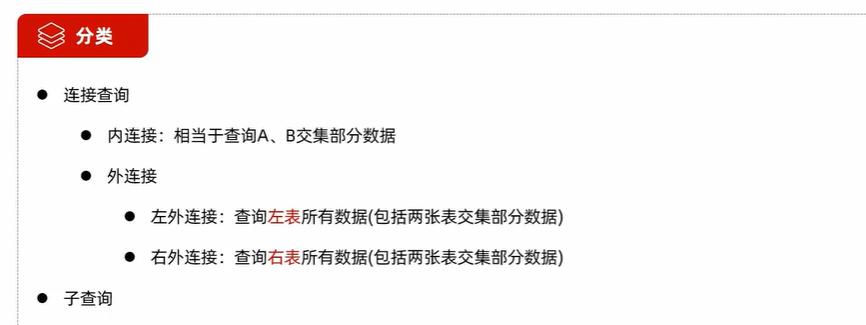 分类
连接查询
内连接：相当于查询A、B交集部分数据
外连接
左外连接：查询左表所有数据(包括两张表交集部分数据)
右外连接：查询右表所有数据(包括两张表交集部分数据)
子查询